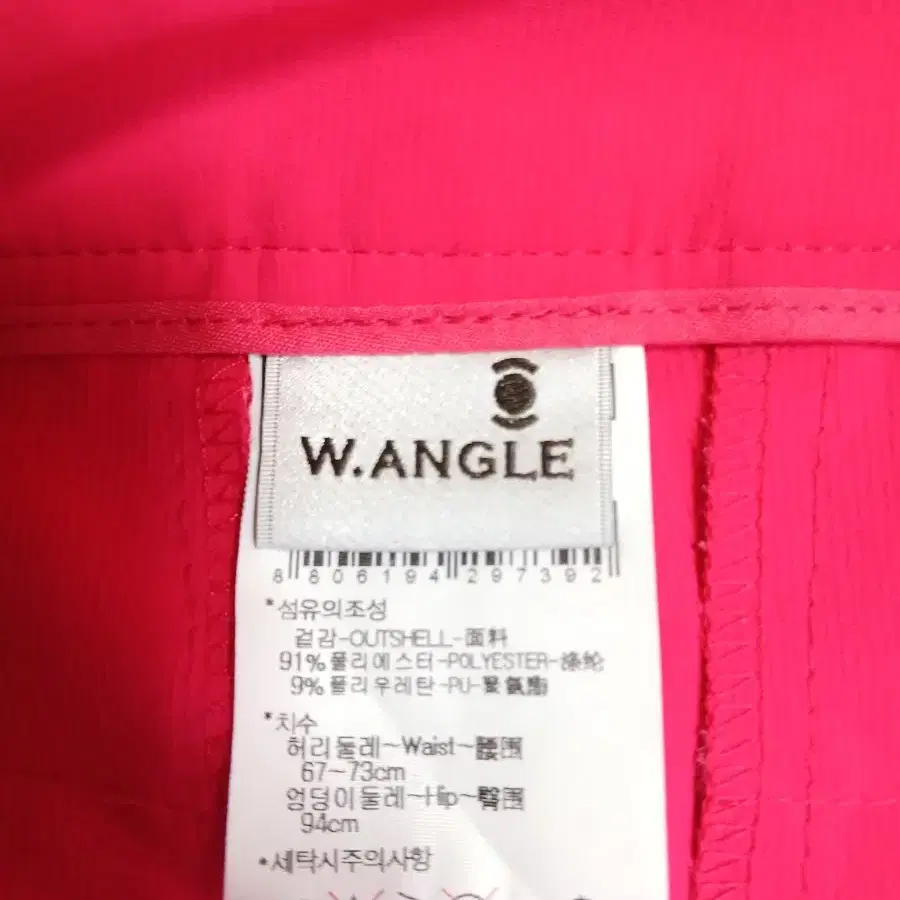 W.ANGLE
8 806194 297392
*섬유의조성
겉감-OUTSHELL-面料
91%폴리에스터-POLYESTER-涤纶
9%폴리우레탄-PU-聚氨酯
*치수
허리둘레~Waist~腰围
67~73cm
엉덩이둘레~Hip~臀围
94cm
*세탁시주의사항